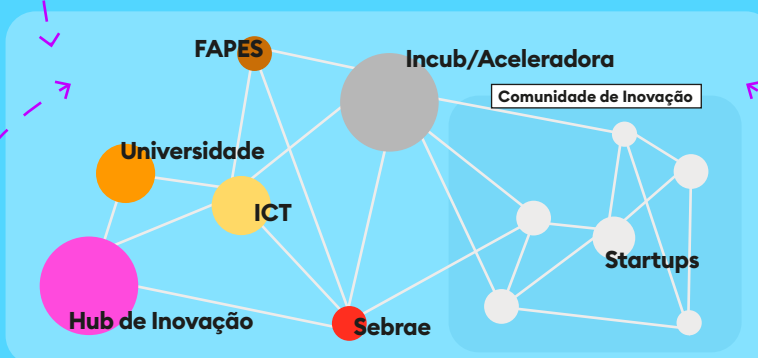 FAPES
Incub/Aceleradora
Comunidade de Inovação
Universidade
ICT
Startups
Hub de Inovação
Sebrae